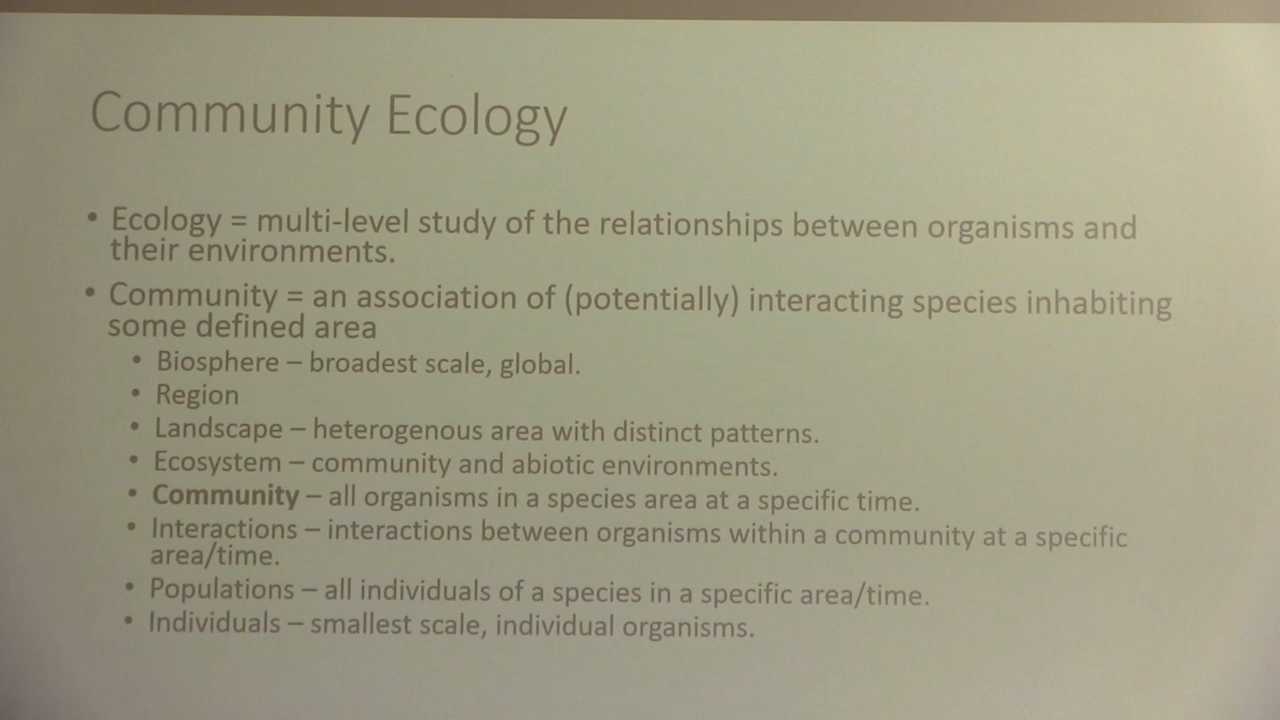 Community Ecology
• Ecology = multi-level study of the relationships between organisms and
their environments.
• Community = an association of (potentially) interacting species inhabiting
some defined area
• Biosphere – broadest scale, global.
• Region
• Landscape – heterogenous area with distinct patterns.
• Ecosystem – community and abiotic environments.
• Community – all organisms in a species area at a specific time.
• Interactions – interactions between organisms within a community at a specific
area/time.
• Populations – all individuals of a species in a specific area/time.
• Individuals – smallest scale, individual organisms.